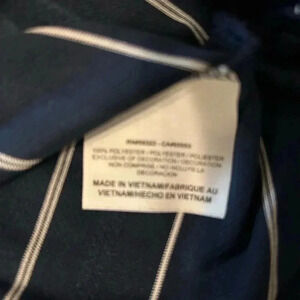 100% POLYESTER / POLYESTER / POLIESTER
EXCLUSIVE OF DECORATION / DECORATION
NON COMPRISE / NO INCLUYE LA
DECORACION
MADE IN VIETNAM/FABRIQUE AU
VIETNAM/HECHO EN VIETNAM